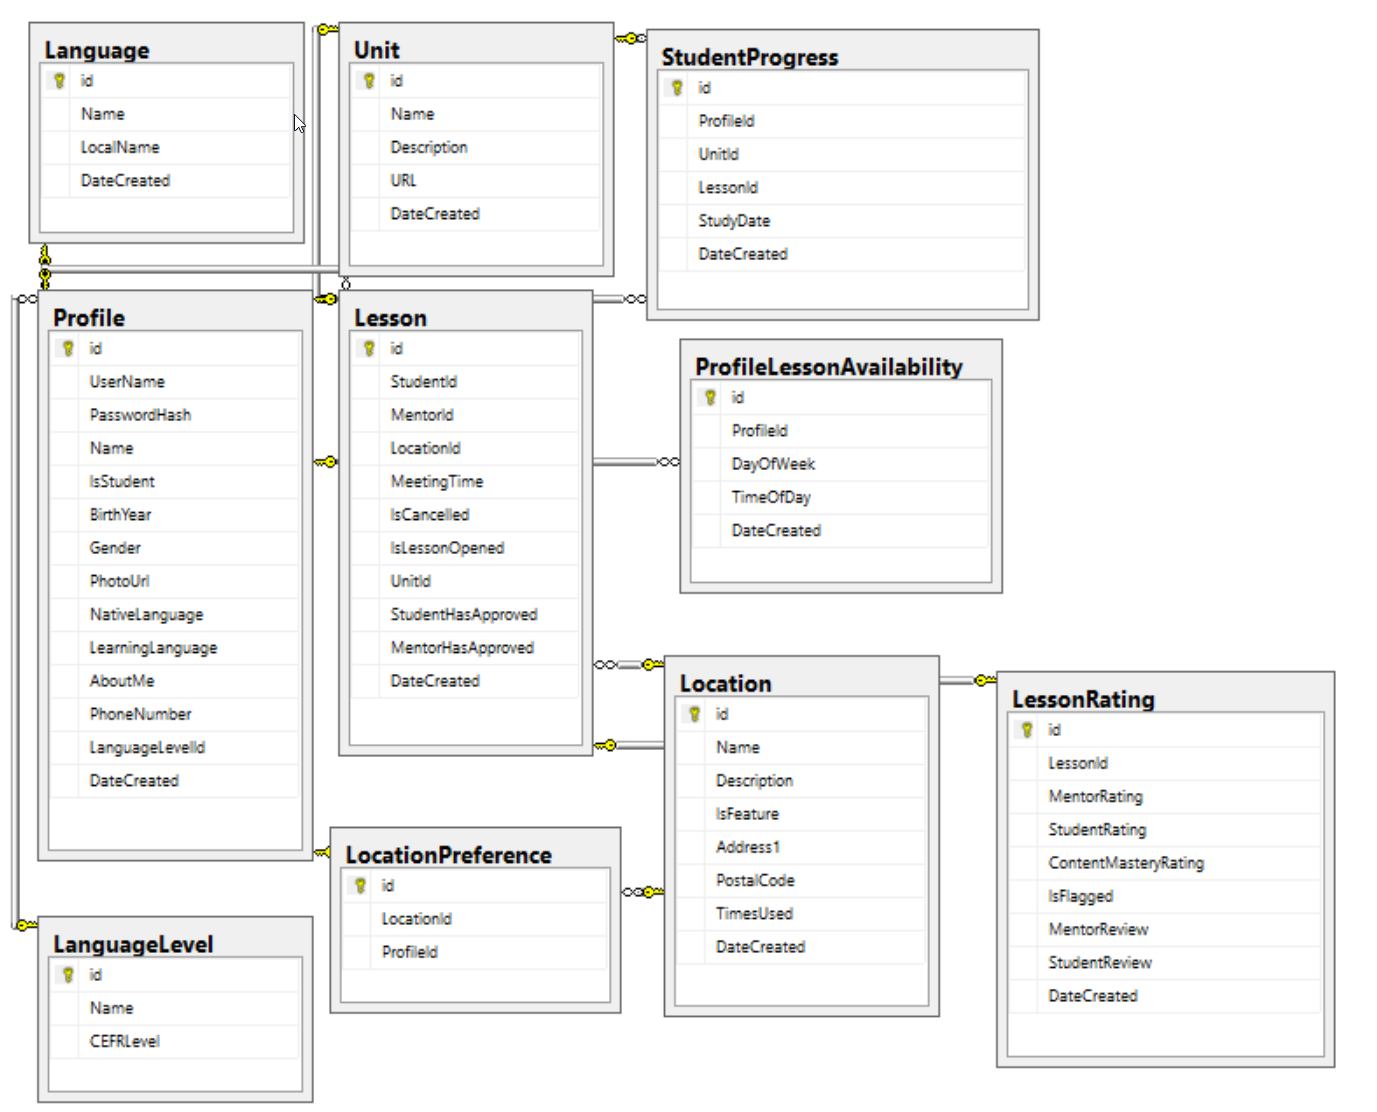 Language
id
Name
LocalName
DateCreated
Unit
id
Name
Description
URL
DateCreated
StudentProgress
id
ProfileId
UnitId
LessonId
StudyDate
DateCreated
Profile
id
UserName
PasswordHash
Name
IsStudent
BirthYear
Gender
PhotoUrl
NativeLanguage
LearningLanguage
AboutMe
PhoneNumber
LanguageLevelId
DateCreated
Lesson
id
StudentId
MentorId
LocationId
MeetingTime
IsCancelled
IsLessonOpened
UnitId
StudentHasApproved
MentorHasApproved
DateCreated
ProfileLessonAvailability
id
ProfileId
DayOfWeek
TimeOfDay
DateCreated
Location
id
Name
Description
IsFeature
Address1
PostalCode
TimesUsed
DateCreated
LessonRating
id
LessonId
MentorRating
StudentRating
ContentMasteryRating
IsFlagged
MentorReview
StudentReview
DateCreated
LocationPreference
id
LocationId
ProfileId
LanguageLevel
id
Name
CEFRLevel